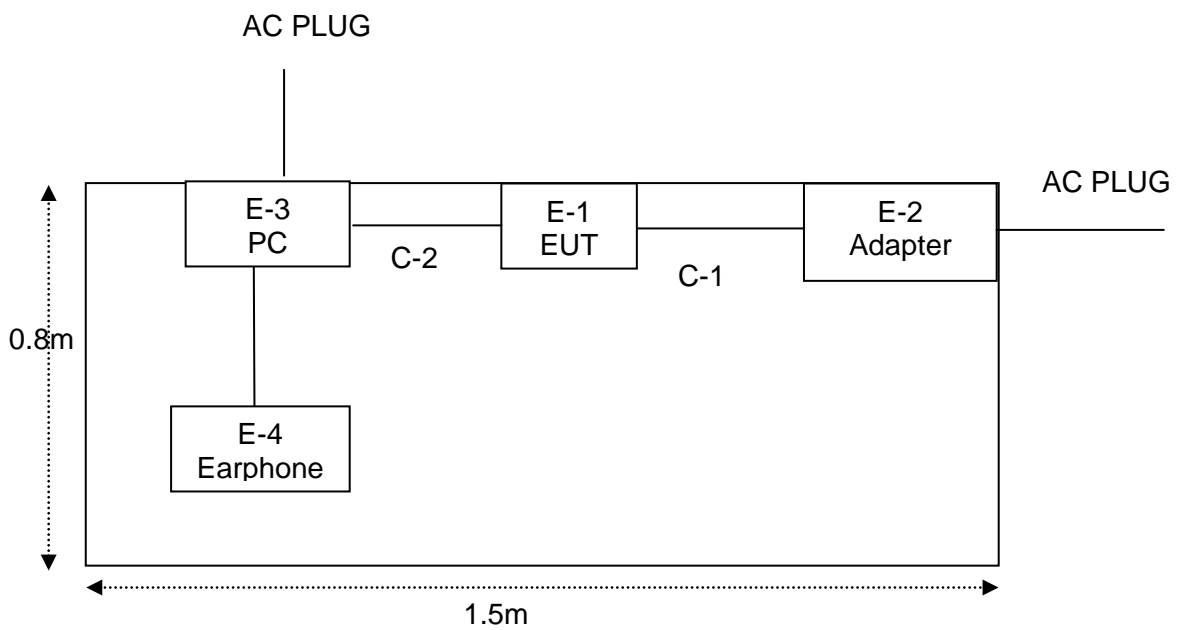 AC PLUG
AC PLUG
E-3
PC
E-1
EUT
E-2
Adapter
C-2
C-1
0.8m
E-4
Earphone
1.5m